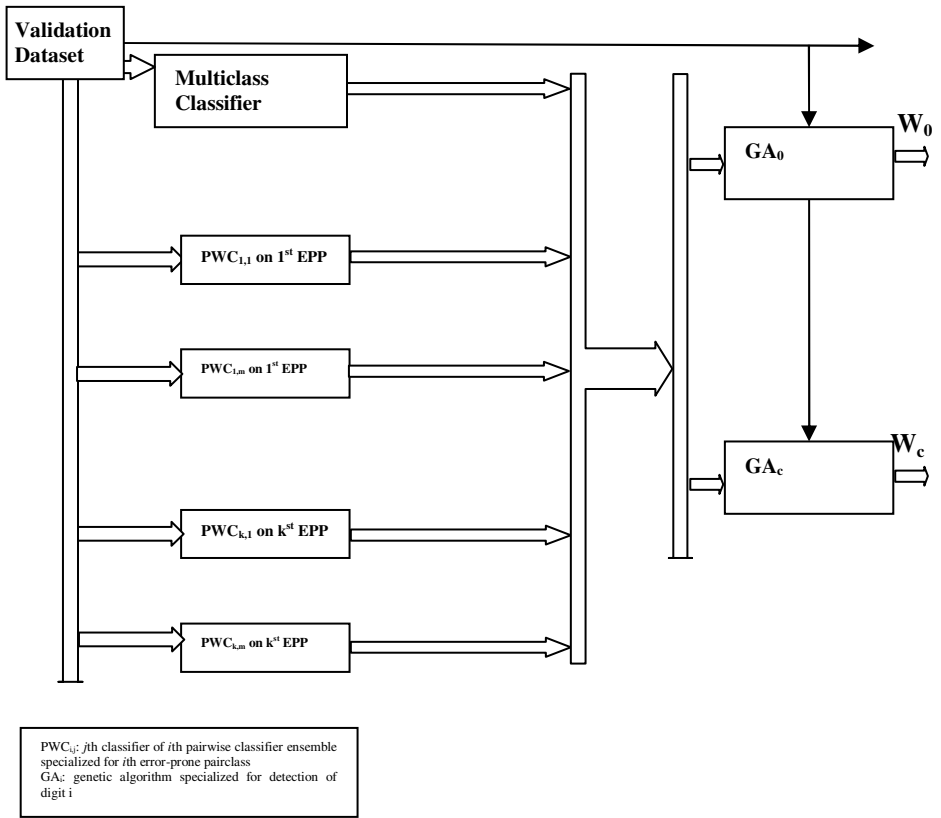 Validation
Dataset
Multiclass
Classifier
W₀
GA₀
PWC₁,₁ on 1ˢᵗ EPP
PWC₁,ₘ on 1ˢᵗ EPP
W_c
GA_c
PWCₖ,₁ on kˢᵗ EPP
PWCₖ,ₘ on kˢᵗ EPP
PWCᵢ,ⱼ: jth classifier of ith pairwise classifier ensemble
specialized for ith error-prone pairclass
GAᵢ: genetic algorithm specialized for detection of
digit i